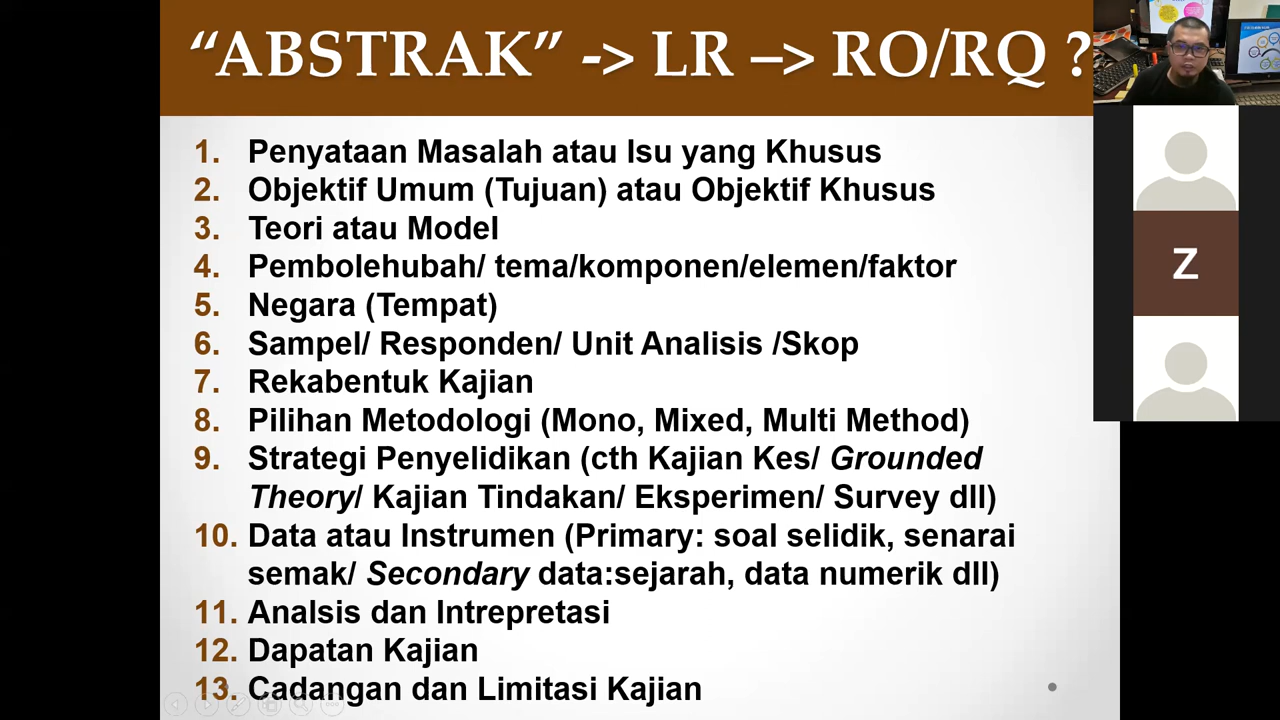 “ABSTRAK” -> LR –> RO/RQ ?
1. Penyataan Masalah atau Isu yang Khusus
2. Objektif Umum (Tujuan) atau Objektif Khusus
3. Teori atau Model
4. Pembolehubah/ tema/komponen/elemen/faktor
5. Negara (Tempat)
6. Sampel/ Responden/ Unit Analisis /Skop
7. Rekabentuk Kajian
8. Pilihan Metodologi (Mono, Mixed, Multi Method)
9. Strategi Penyelidikan (cth Kajian Kes/ Grounded
Theory/ Kajian Tindakan/ Eksperimen/ Survey dll)
10. Data atau Instrumen (Primary: soal selidik, senarai
semak/ Secondary data:sejarah, data numerik dll)
11. Analsis dan Intrepretasi
12. Dapatan Kajian
13. Cadangan dan Limitasi Kajian
Z